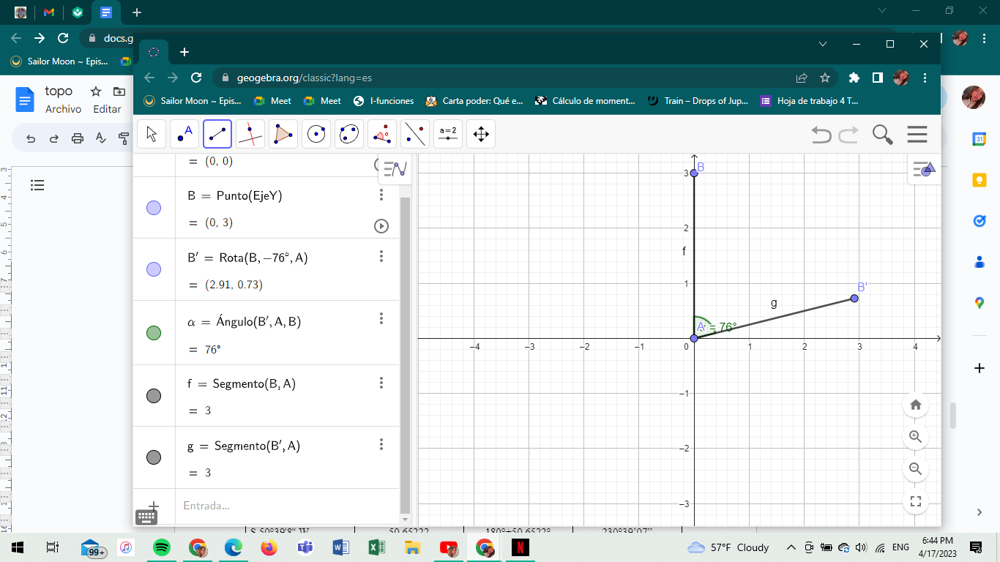 docs.g
Sailor Moon ~ Epis...
topo
Archivo Editar
geogebra.org/classic?lang=es
Sailor Moon ~ Epis... Meet Meet I-funciones Carta poder: Qué e... Cálculo de moment... Train – Drops of Jup... Hoja de trabajo 4 T...
A
α
a = 2
= (0, 0)
B = Punto(EjeY)
= (0, 3)
B′ = Rota(B, −76°, A)
= (2.91, 0.73)
α = Ángulo(B′, A, B)
= 76°
f = Segmento(B, A)
= 3
g = Segmento(B′, A)
= 3
Entrada...
B
3
2
f
1
B'
g
A = 76°
−4 −3 −2 −1 0 1 2 3 4
−1
−2
−3
31
S 50°39'8" W 50.65222 180°+50.6522° 230°39'07"
99+
57°F Cloudy
ENG
6:44 PM
4/17/2023